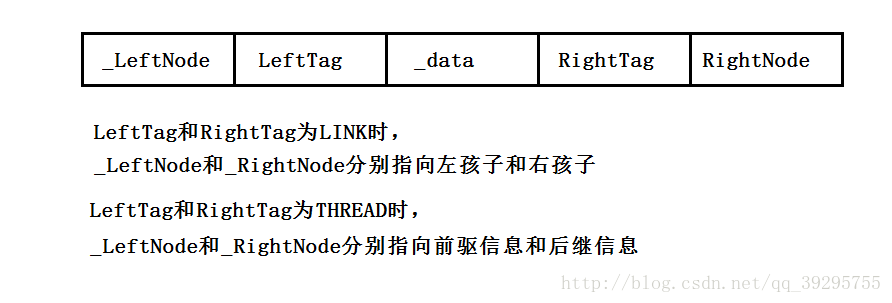 _LeftNode LeftTag _data RightTag RightNode
LeftTag和RightTag为LINK时，
_LeftNode和_RightNode分别指向左孩子和右孩子
LeftTag和RightTag为THREAD时，
_LeftNode和_RightNode分别指向前驱信息和后继信息
http://blog.csdn.net/qq_39295755